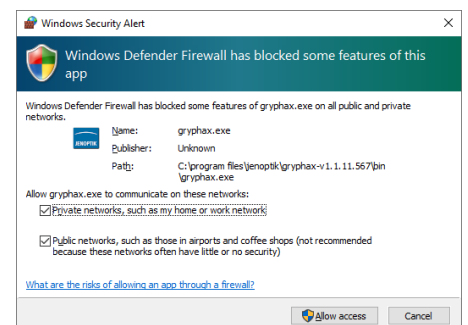 Windows Security Alert
Windows Defender Firewall has blocked some features of this
app
Windows Defender Firewall has blocked some features of gryphax.exe on all public and private
networks.
JENOPTIK
Name: gryphax.exe
Publisher: Unknown
Path: C:\program files\jenoptik\gryphax-v1.1.11.567\bin
\gryphax.exe
Allow gryphax.exe to communicate on these networks:
Private networks, such as my home or work network
Public networks, such as those in airports and coffee shops (not recommended
because these networks often have little or no security)
What are the risks of allowing an app through a firewall?
Allow access Cancel